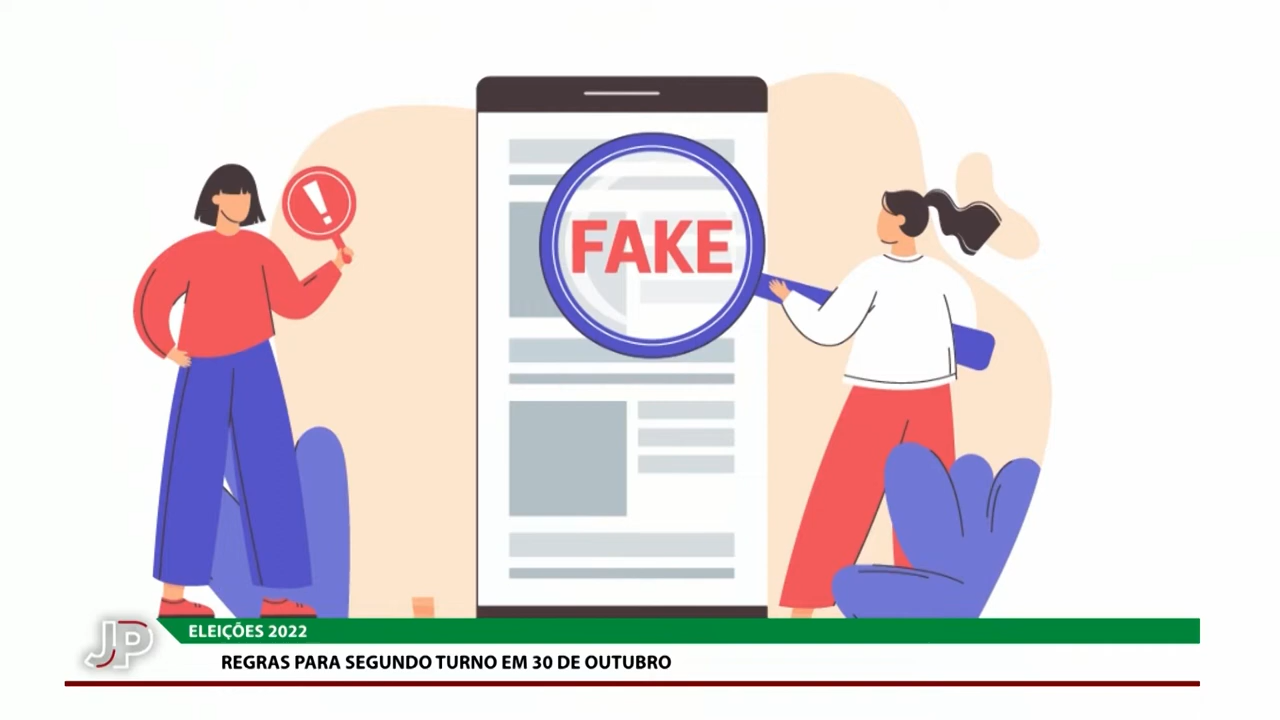 FAKE
JP
ELEIÇÕES 2022
REGRAS PARA SEGUNDO TURNO EM 30 DE OUTUBRO